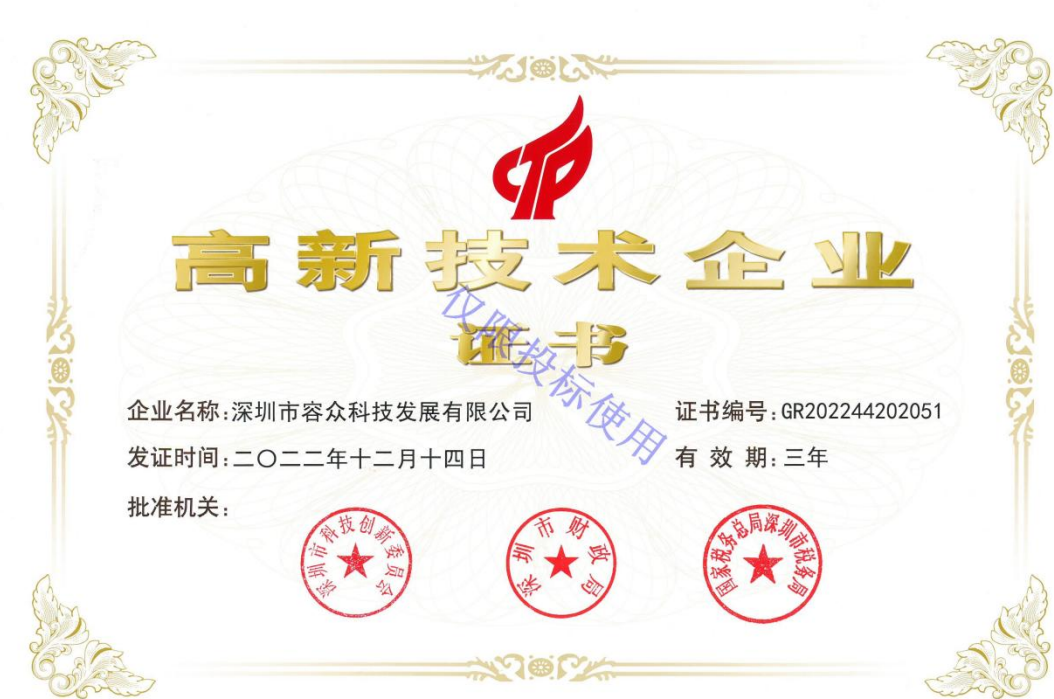 高新技术企业
证书
仅限投标使用
企业名称:深圳市容众科技发展有限公司
证书编号:GR202244202051
发证时间:二〇二二年十二月十四日
有 效 期:三年
批准机关:
深圳市科技创新委员会
深圳市财政局
国家税务总局深圳市税务局